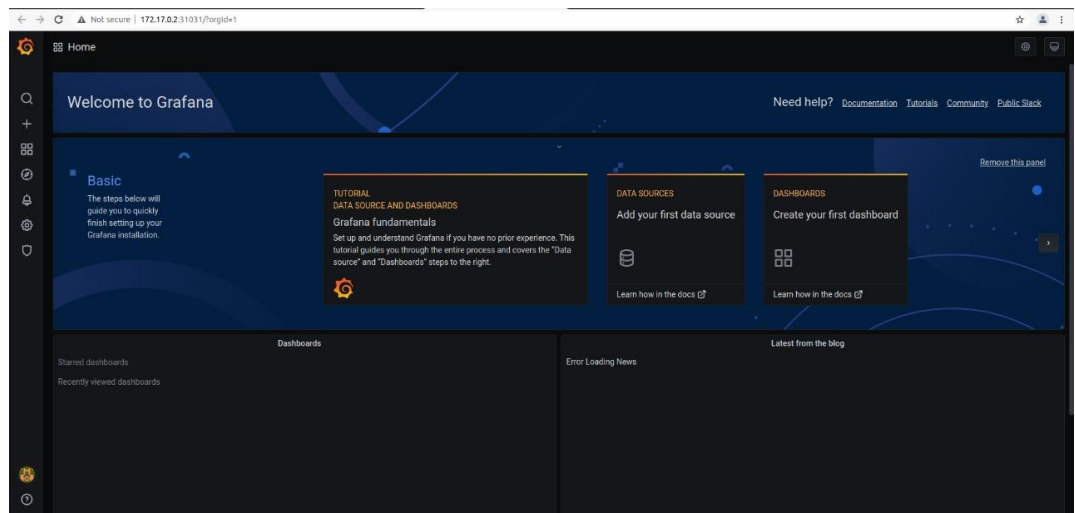 Not secure | 172.17.0.2:31031/?orgId=1
Home
Welcome to Grafana
Need help? Documentation Tutorials Community Public Slack
Remove this panel
Basic
The steps below will
guide you to quickly
finish setting up your
Grafana installation.
TUTORIAL
DATA SOURCE AND DASHBOARDS
Grafana fundamentals
Set up and understand Grafana if you have no prior experience. This
tutorial guides you through the entire process and covers the "Data
source" and "Dashboards" steps to the right.
DATA SOURCES
Add your first data source
Learn how in the docs
DASHBOARDS
Create your first dashboard
Learn how in the docs
Dashboards
Starred dashboards
Recently viewed dashboards
Latest from the blog
Error Loading News